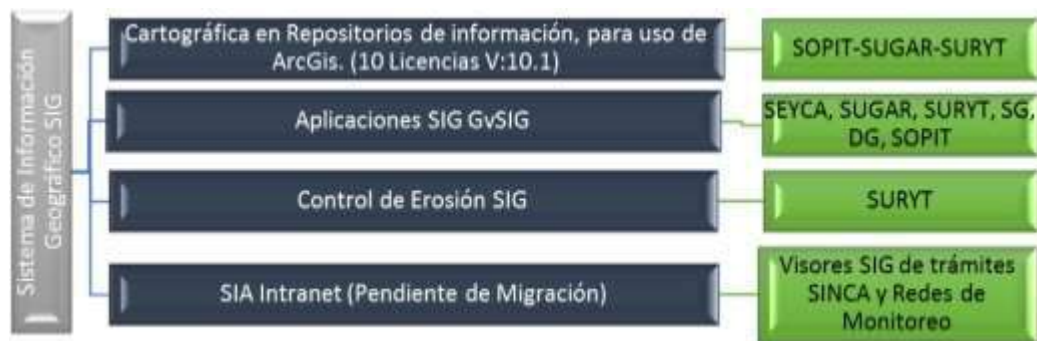 Sistema de Información
Geográfico SIG
Cartográfica en Repositorios de información, para uso de
ArcGis. (10 Licencias V:10.1)
SOPIT-SUGAR-SURYT
Aplicaciones SIG GvSIG
SEYCA, SUGAR, SURYT, SG,
DG, SOPIT
Control de Erosión SIG
SURYT
SIA Intranet (Pendiente de Migración)
Visores SIG de trámites
SINCA y Redes de
Monitoreo